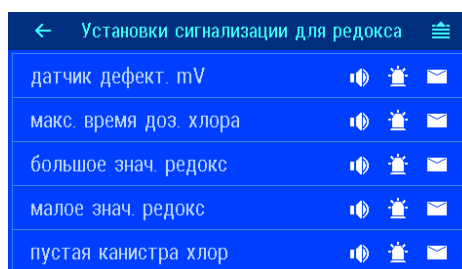 Установки сигнализации для редокса
датчик дефект. mV
макс. время доз. хлора
большое знач. редокс
малое знач. редокс
пустая канистра хлор